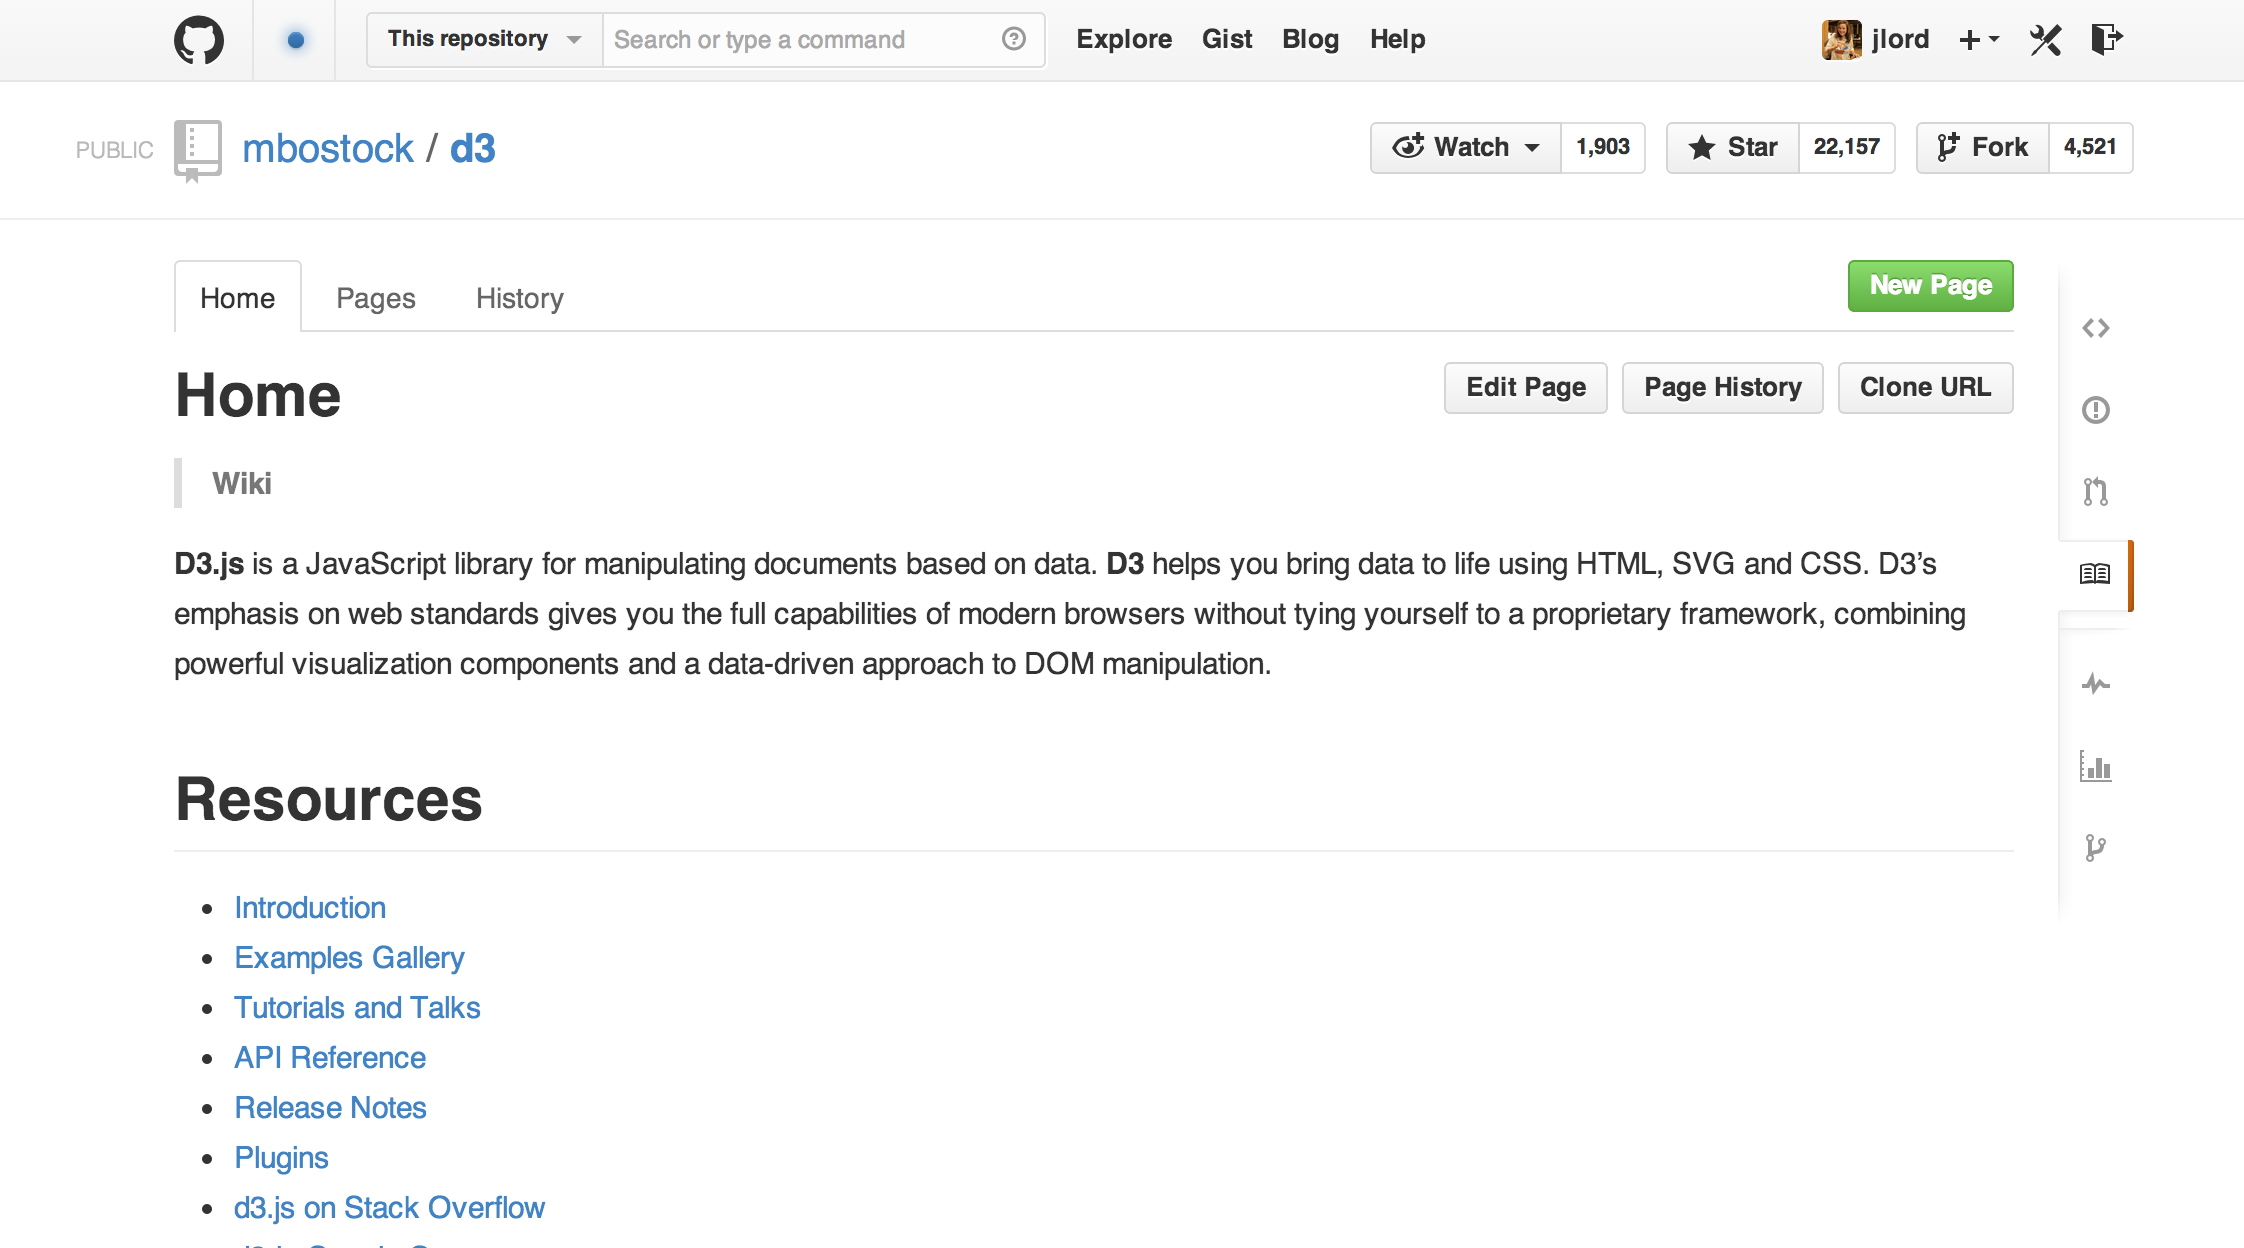 This repository Search or type a command Explore Gist Blog Help jlord
PUBLIC mbostock / d3 Watch 1,903 Star 22,157 Fork 4,521
Home Pages History New Page
Home Edit Page Page History Clone URL
Wiki
D3.js is a JavaScript library for manipulating documents based on data. D3 helps you bring data to life using HTML, SVG and CSS. D3’s
emphasis on web standards gives you the full capabilities of modern browsers without tying yourself to a proprietary framework, combining
powerful visualization components and a data-driven approach to DOM manipulation.
Resources
Introduction
Examples Gallery
Tutorials and Talks
API Reference
Release Notes
Plugins
d3.js on Stack Overflow